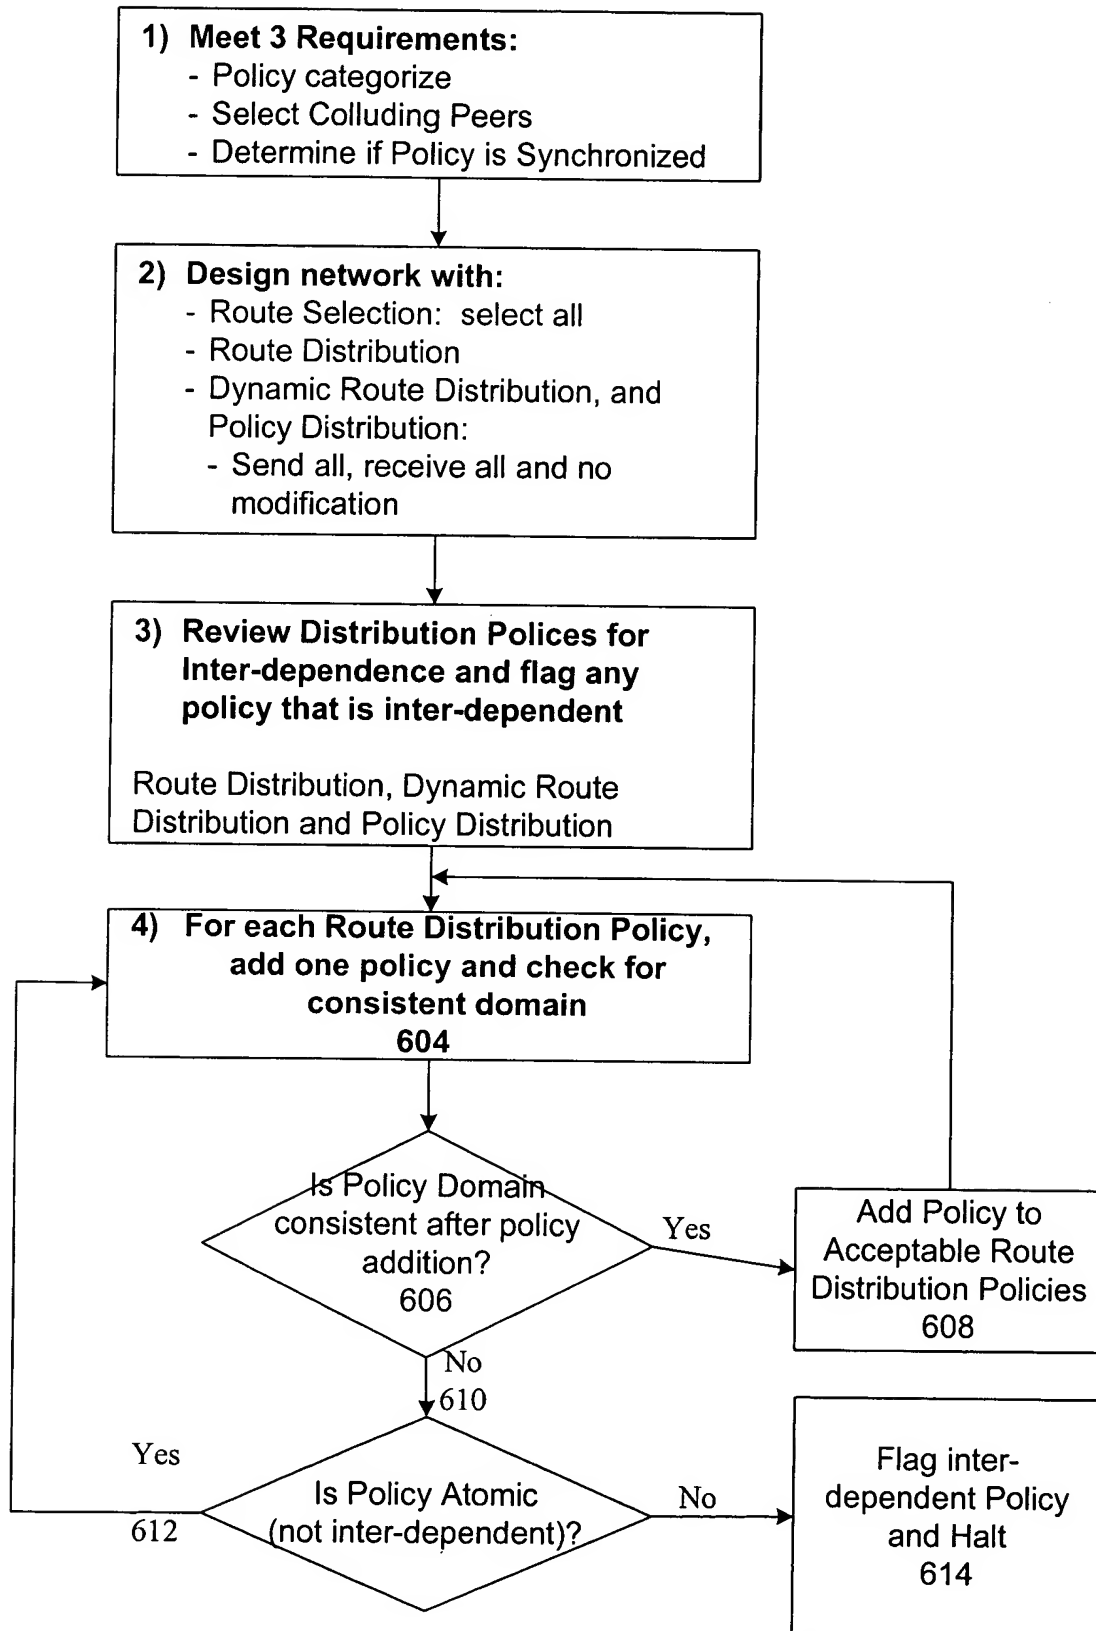 1) Meet 3 Requirements:
- Policy categorize
- Select Colluding Peers
- Determine if Policy is Synchronized
2) Design network with:
- Route Selection: select all
- Route Distribution
- Dynamic Route Distribution, and
Policy Distribution:
- Send all, receive all and no
modification
3) Review Distribution Polices for
Inter-dependence and flag any
policy that is inter-dependent
Route Distribution, Dynamic Route
Distribution and Policy Distribution
4) For each Route Distribution Policy,
add one policy and check for
consistent domain
604
Is Policy Domain
consistent after policy
addition?
606
Yes
Add Policy to
Acceptable Route
Distribution Policies
608
No
610
Yes
612
Is Policy Atomic
(not inter-dependent)?
No
Flag inter-
dependent Policy
and Halt
614